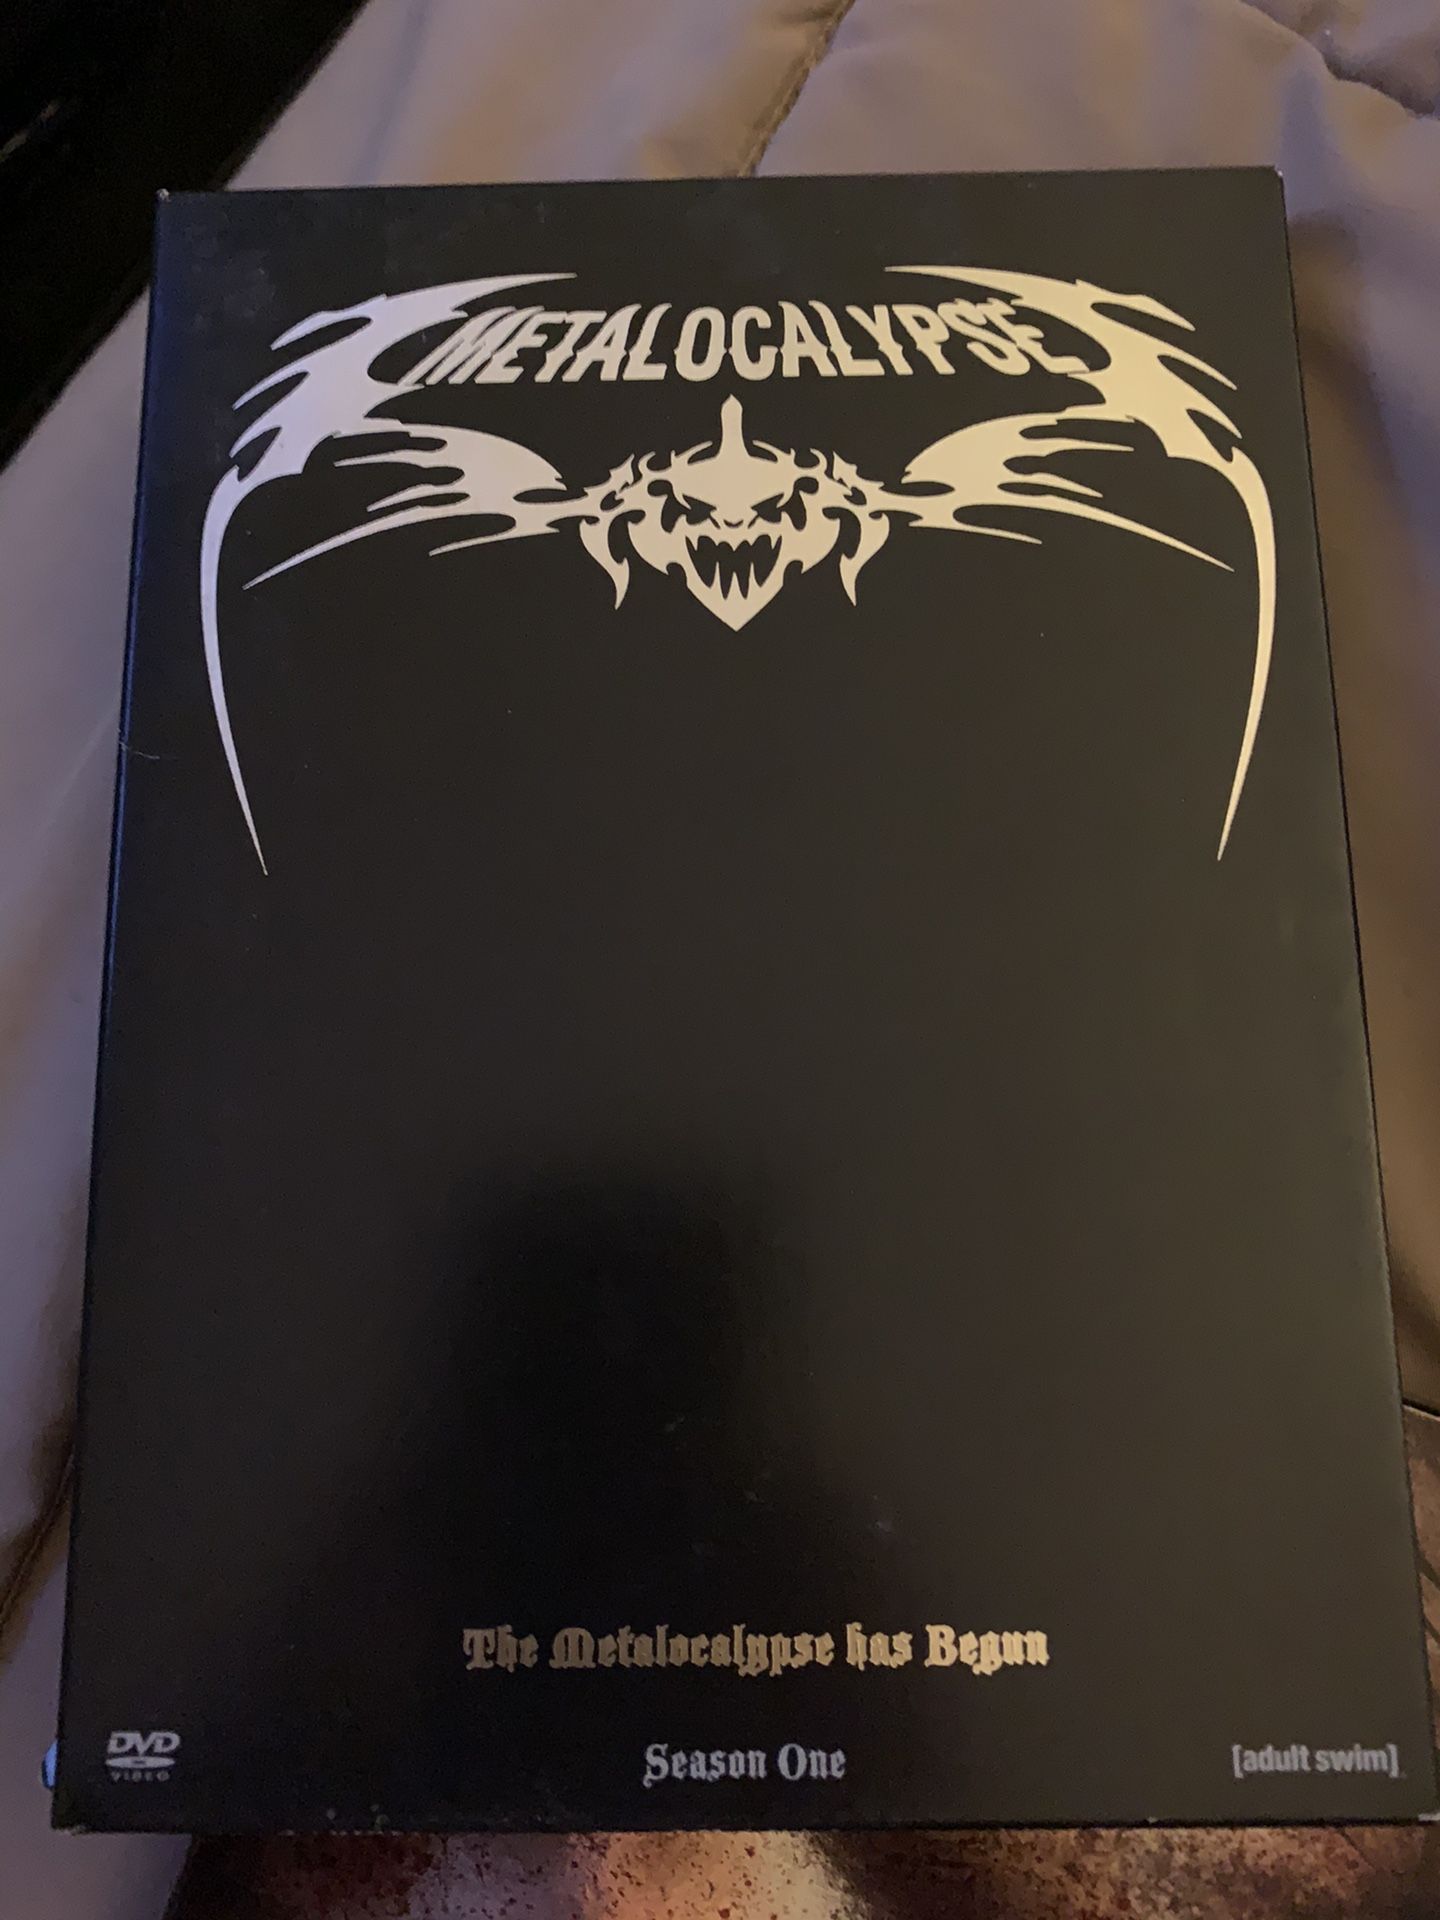 METALOCALYPSE
The Metalocalypse has Begun
DVD
VIDEO
Season One
[adult swim]